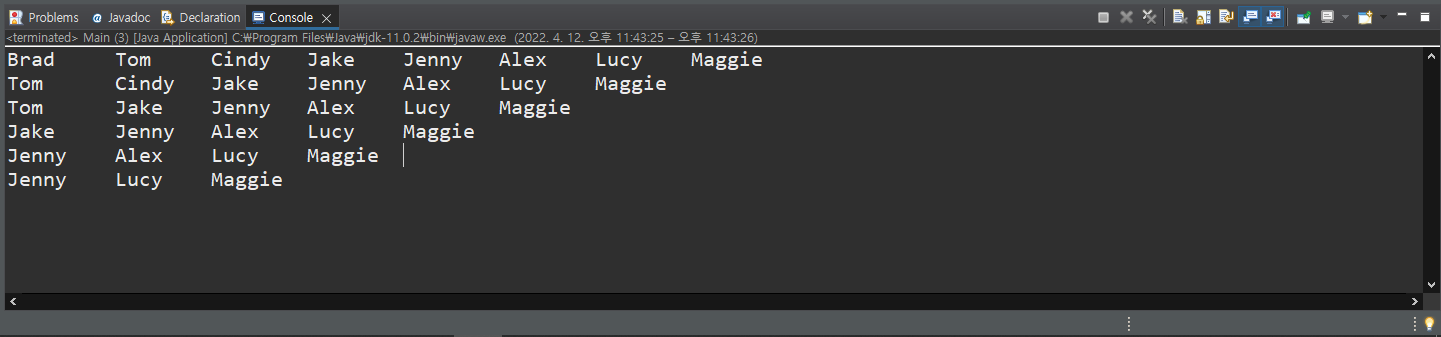 Problems Javadoc Declaration Console
<terminated> Main (3) [Java Application] C:₩Program Files₩Java₩jdk-11.0.2₩bin₩javaw.exe (2022. 4. 12. 오후 11:43:25 – 오후 11:43:26)
Brad Tom Cindy Jake Jenny Alex Lucy Maggie
Tom Cindy Jake Jenny Alex Lucy Maggie
Tom Jake Jenny Alex Lucy Maggie
Jake Jenny Alex Lucy Maggie
Jenny Alex Lucy Maggie
Jenny Lucy Maggie